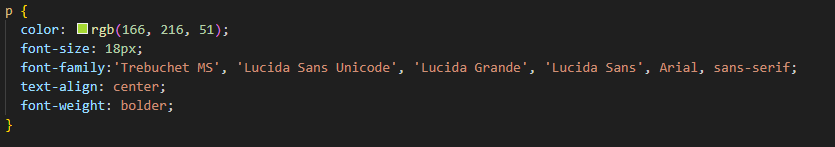 p {
  color: rgb(166, 216, 51);
  font-size: 18px;
  font-family:'Trebuchet MS', 'Lucida Sans Unicode', 'Lucida Grande', 'Lucida Sans', Arial, sans-serif;
  text-align: center;
  font-weight: bolder;
}